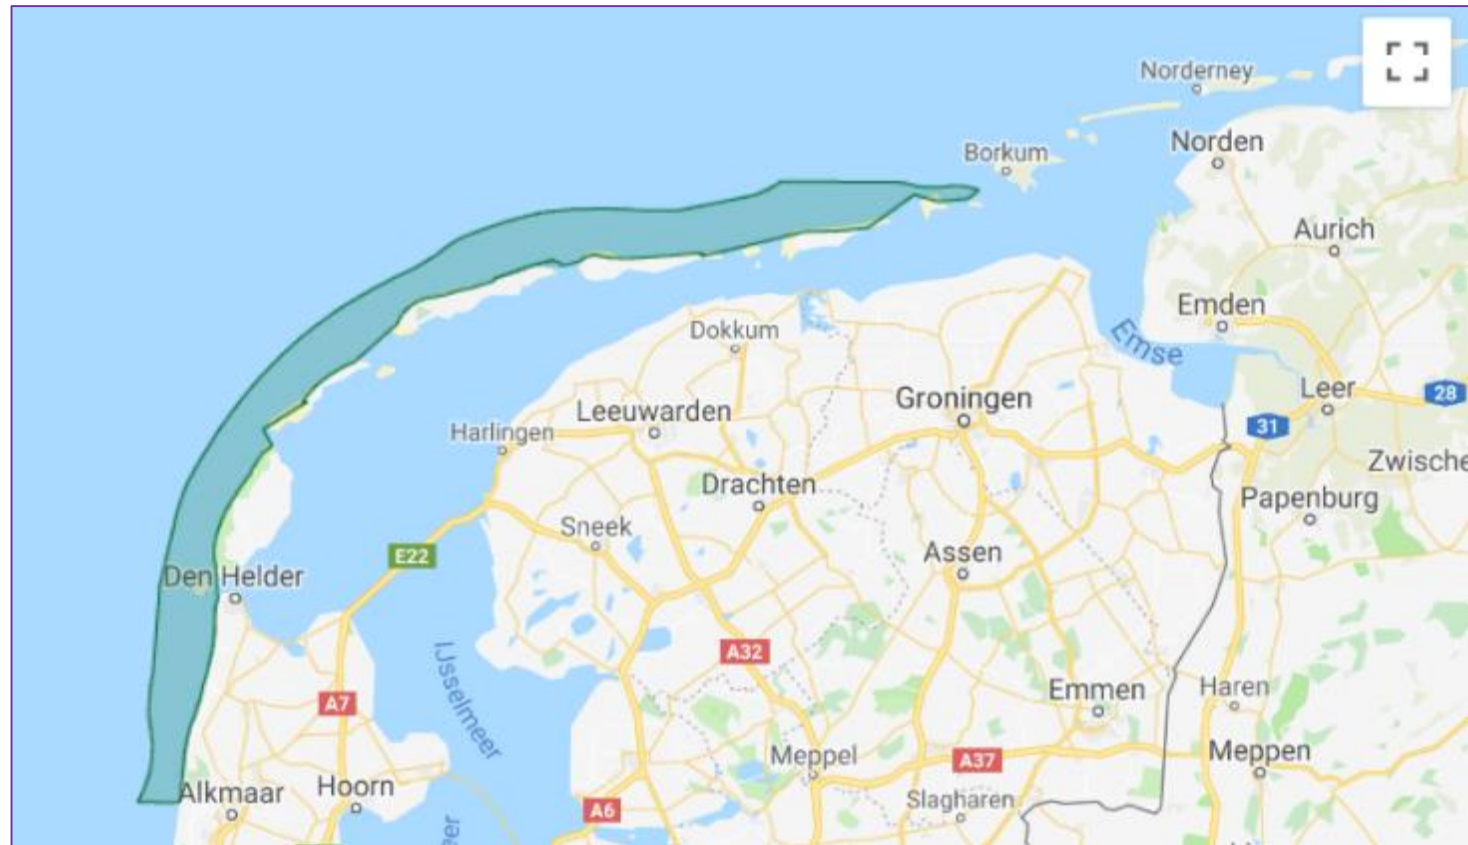 Norderney
Borkum
Norden
Aurich
Emden
Emse
Dokkum
Leer
28
Groningen
Leeuwarden
31
Harlingen
Zwische
Drachten
Papenburg
Sneek
E22
Assen
Den Helder
A32
IJsselmeer
Haren
Emmen
A7
Meppen
Meppel
A37
Hoorn
Alkmaar
Slagharen
A6
er